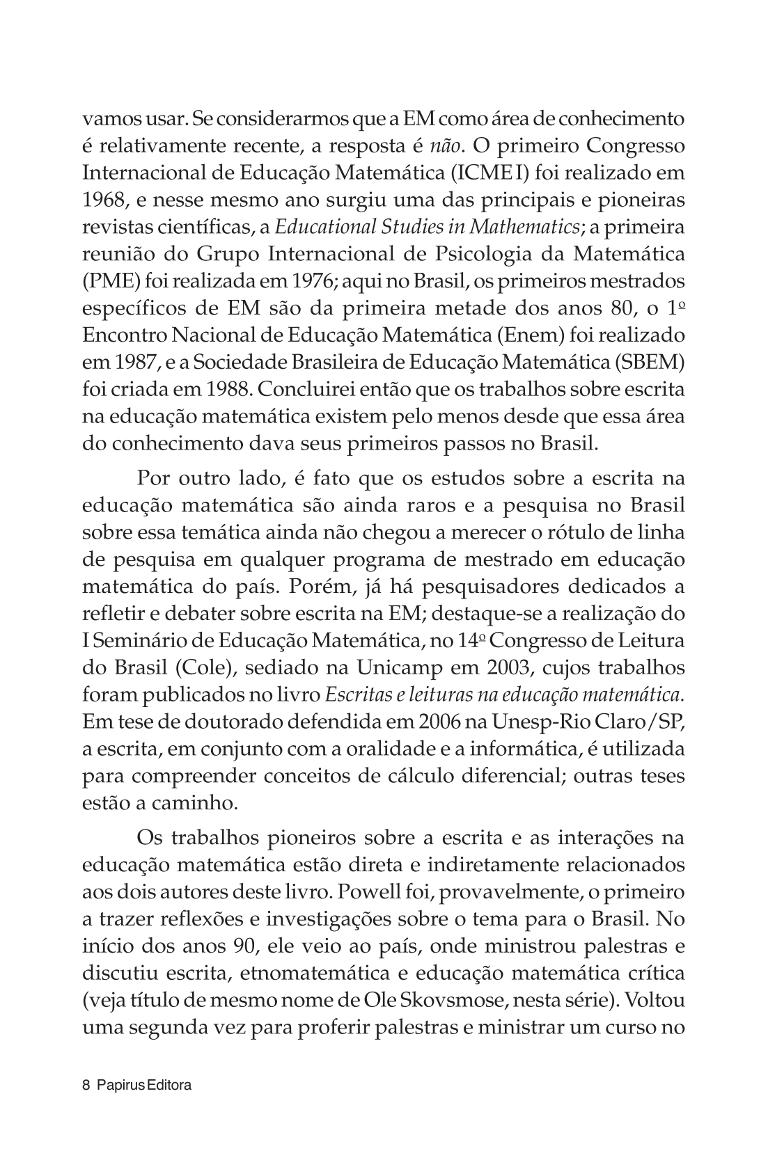 vamos usar. Se considerarmos que a EM como área de conhecimento
é relativamente recente, a resposta é não. O primeiro Congresso
Internacional de Educação Matemática (ICME I) foi realizado em
1968, e nesse mesmo ano surgiu uma das principais e pioneiras
revistas científicas, a Educational Studies in Mathematics; a primeira
reunião do Grupo Internacional de Psicologia da Matemática
(PME) foi realizada em 1976; aqui no Brasil, os primeiros mestrados
específicos de EM são da primeira metade dos anos 80, o 1º
Encontro Nacional de Educação Matemática (Enem) foi realizado
em 1987, e a Sociedade Brasileira de Educação Matemática (SBEM)
foi criada em 1988. Concluirei então que os trabalhos sobre escrita
na educação matemática existem pelo menos desde que essa área
do conhecimento dava seus primeiros passos no Brasil.
Por outro lado, é fato que os estudos sobre a escrita na
educação matemática são ainda raros e a pesquisa no Brasil
sobre essa temática ainda não chegou a merecer o rótulo de linha
de pesquisa em qualquer programa de mestrado em educação
matemática do país. Porém, já há pesquisadores dedicados a
refletir e debater sobre escrita na EM; destaque-se a realização do
I Seminário de Educação Matemática, no 14º Congresso de Leitura
do Brasil (Cole), sediado na Unicamp em 2003, cujos trabalhos
foram publicados no livro Escritas e leituras na educação matemática.
Em tese de doutorado defendida em 2006 na Unesp-Rio Claro/SP,
a escrita, em conjunto com a oralidade e a informática, é utilizada
para compreender conceitos de cálculo diferencial; outras teses
estão a caminho.
Os trabalhos pioneiros sobre a escrita e as interações na
educação matemática estão direta e indiretamente relacionados
aos dois autores deste livro. Powell foi, provavelmente, o primeiro
a trazer reflexões e investigações sobre o tema para o Brasil. No
início dos anos 90, ele veio ao país, onde ministrou palestras e
discutiu escrita, etnomatemática e educação matemática crítica
(veja título de mesmo nome de Ole Skovsmose, nesta série). Voltou
uma segunda vez para proferir palestras e ministrar um curso no
8 Papirus Editora